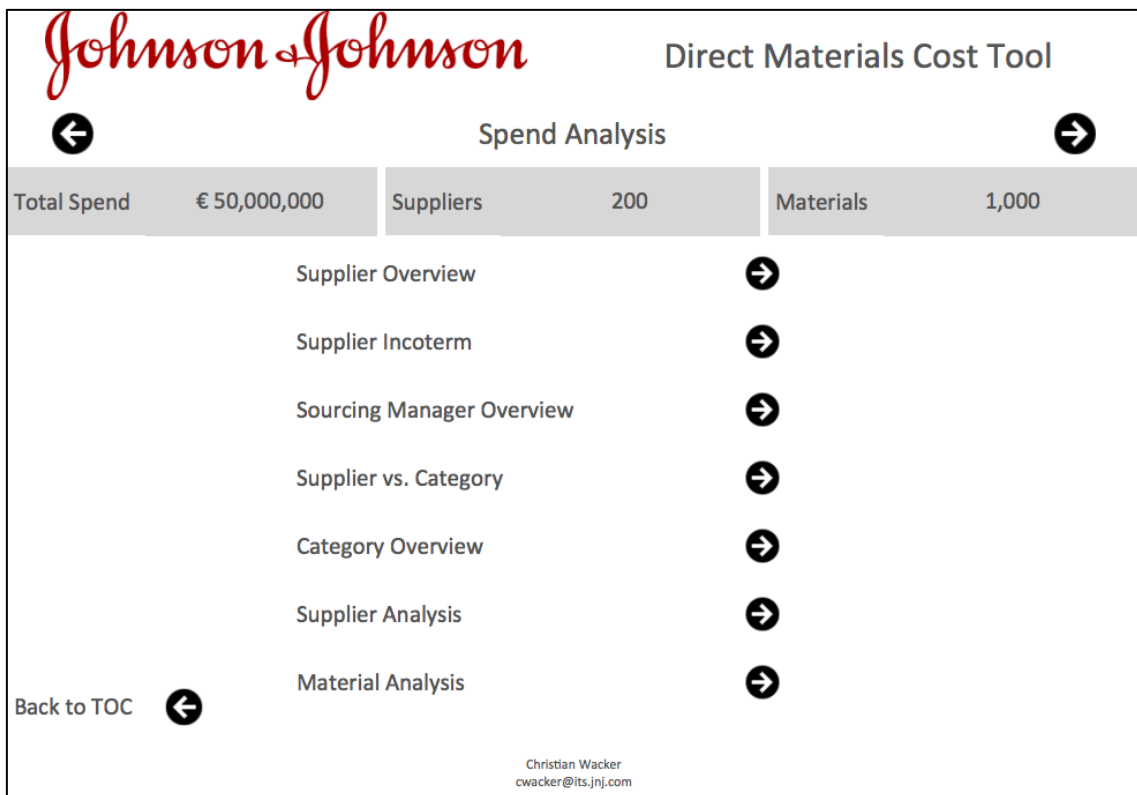 Johnson & Johnson
Direct Materials Cost Tool
Spend Analysis
Total Spend € 50,000,000 Suppliers 200 Materials 1,000
Supplier Overview
Supplier Incoterm
Sourcing Manager Overview
Supplier vs. Category
Category Overview
Supplier Analysis
Material Analysis
Back to TOC
Christian Wacker
cwacker@its.jnj.com